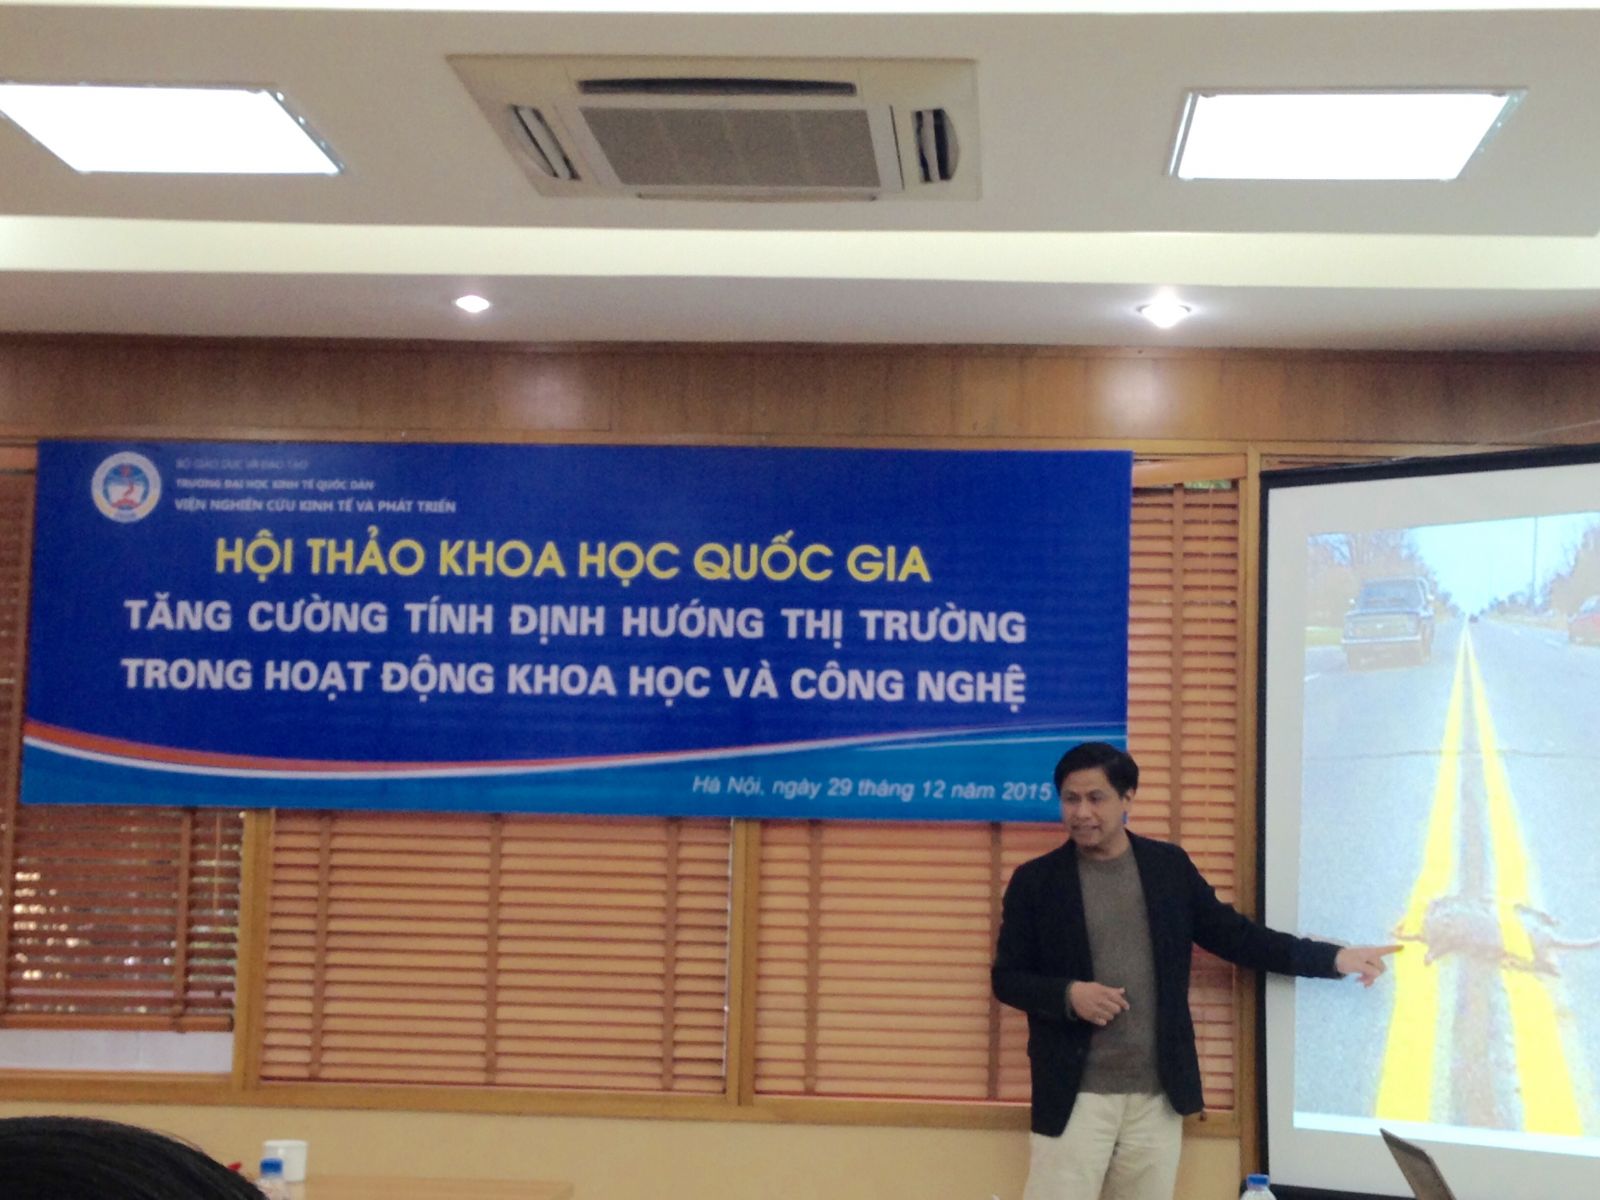 BỘ GIÁO DỤC VÀ ĐÀO TẠO
TRƯỜNG ĐẠI HỌC KINH TẾ QUỐC DÂN
VIỆN NGHIÊN CỨU KINH TẾ VÀ PHÁT TRIỂN
HỘI THẢO KHOA HỌC QUỐC GIA
TĂNG CƯỜNG TÍNH ĐỊNH HƯỚNG THỊ TRƯỜNG
TRONG HOẠT ĐỘNG KHOA HỌC VÀ CÔNG NGHỆ
Hà Nội, ngày 29 tháng 12 năm 2015